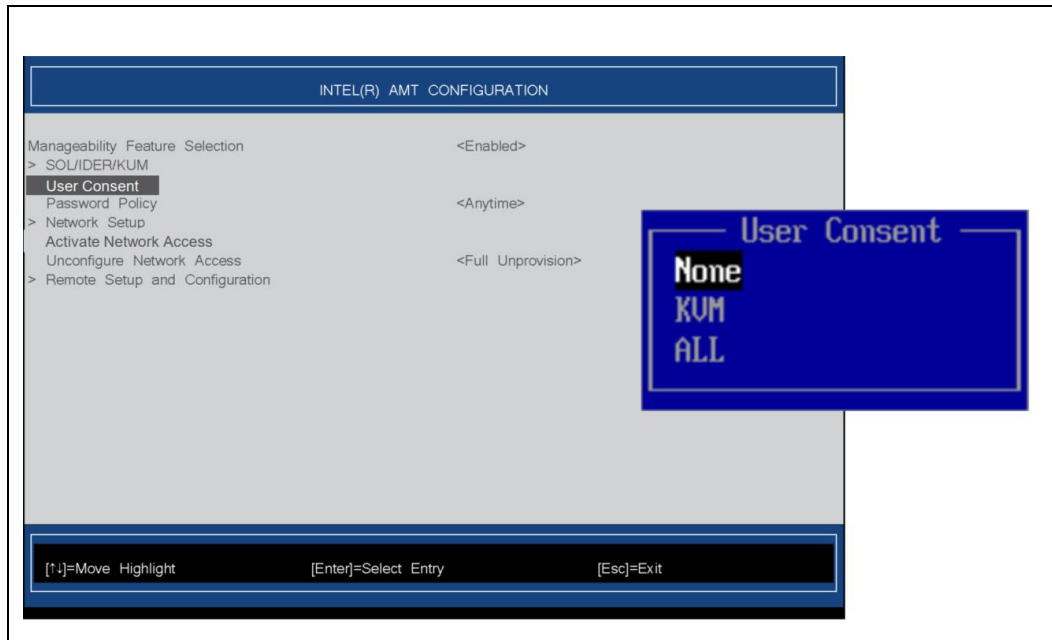 INTEL(R) AMT CONFIGURATION
Manageability Feature Selection <Enabled>
> SOL/IDER/KUM
User Consent
Password Policy <Anytime>
> Network Setup
Activate Network Access
Unconfigure Network Access <Full Unprovision>
> Remote Setup and Configuration
User Consent
None
KVM
ALL
[↑↓]=Move Highlight [Enter]=Select Entry [Esc]=Exit